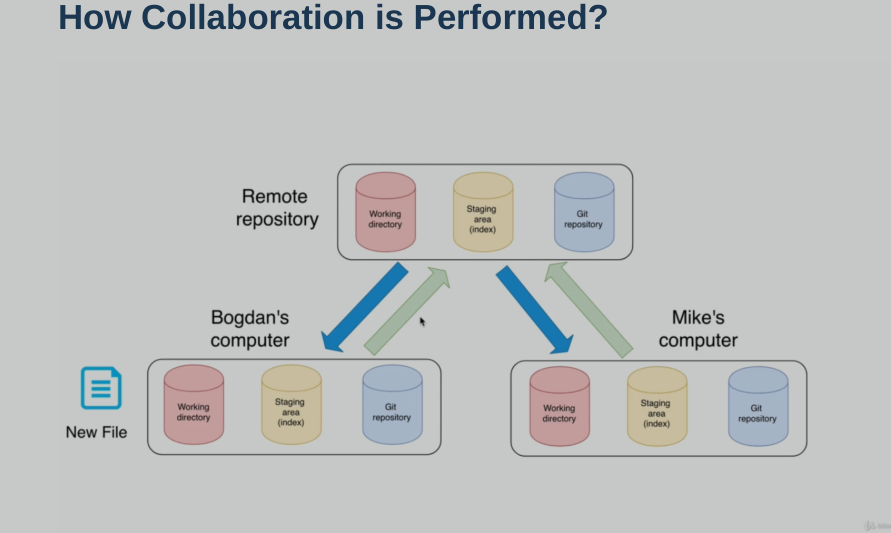 How Collaboration is Performed?
Remote
repository
Working
directory
Staging
area
(index)
Git
repository
Bogdan's
computer
Mike's
computer
New File
Working
directory
Staging
area
(index)
Git
repository
Working
directory
Staging
area
(index)
Git
repository